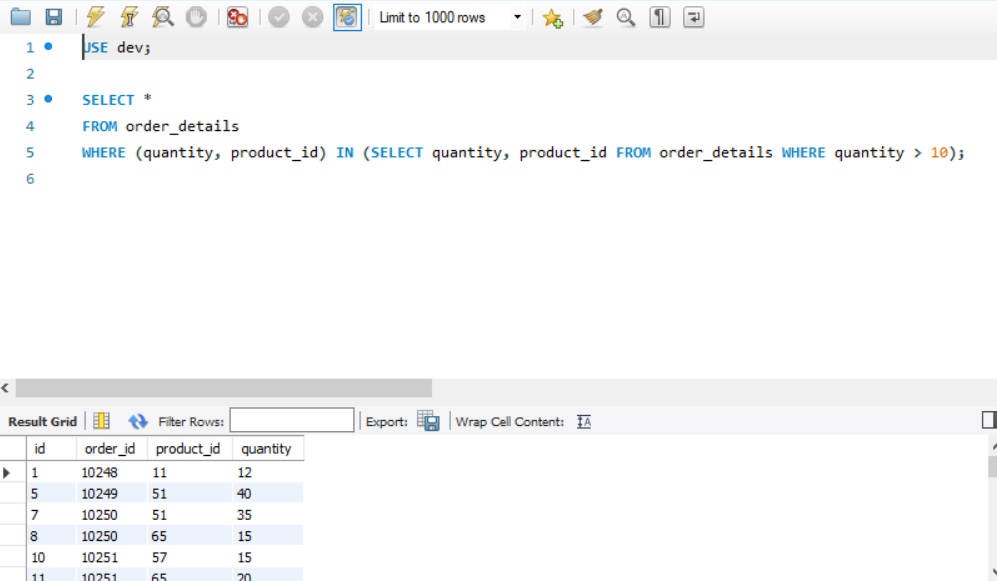 Limit to 1000 rows
1 USE dev;
2
3 SELECT *
4 FROM order_details
5 WHERE (quantity, product_id) IN (SELECT quantity, product_id FROM order_details WHERE quantity > 10);
6
Result Grid Filter Rows: Export: Wrap Cell Content: IA
id order_id product_id quantity
1 10248 11 12
5 10249 51 40
7 10250 51 35
8 10250 65 15
10 10251 57 15
11 10251 65 20